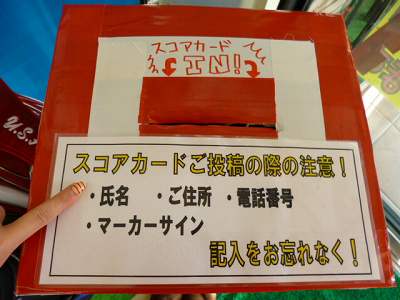 スコアカード
IN!
スコアカードご投稿の際の注意！
・氏名 ・ご住所 ・電話番号
・マーカーサイン
記入をお忘れなく！
U.S.